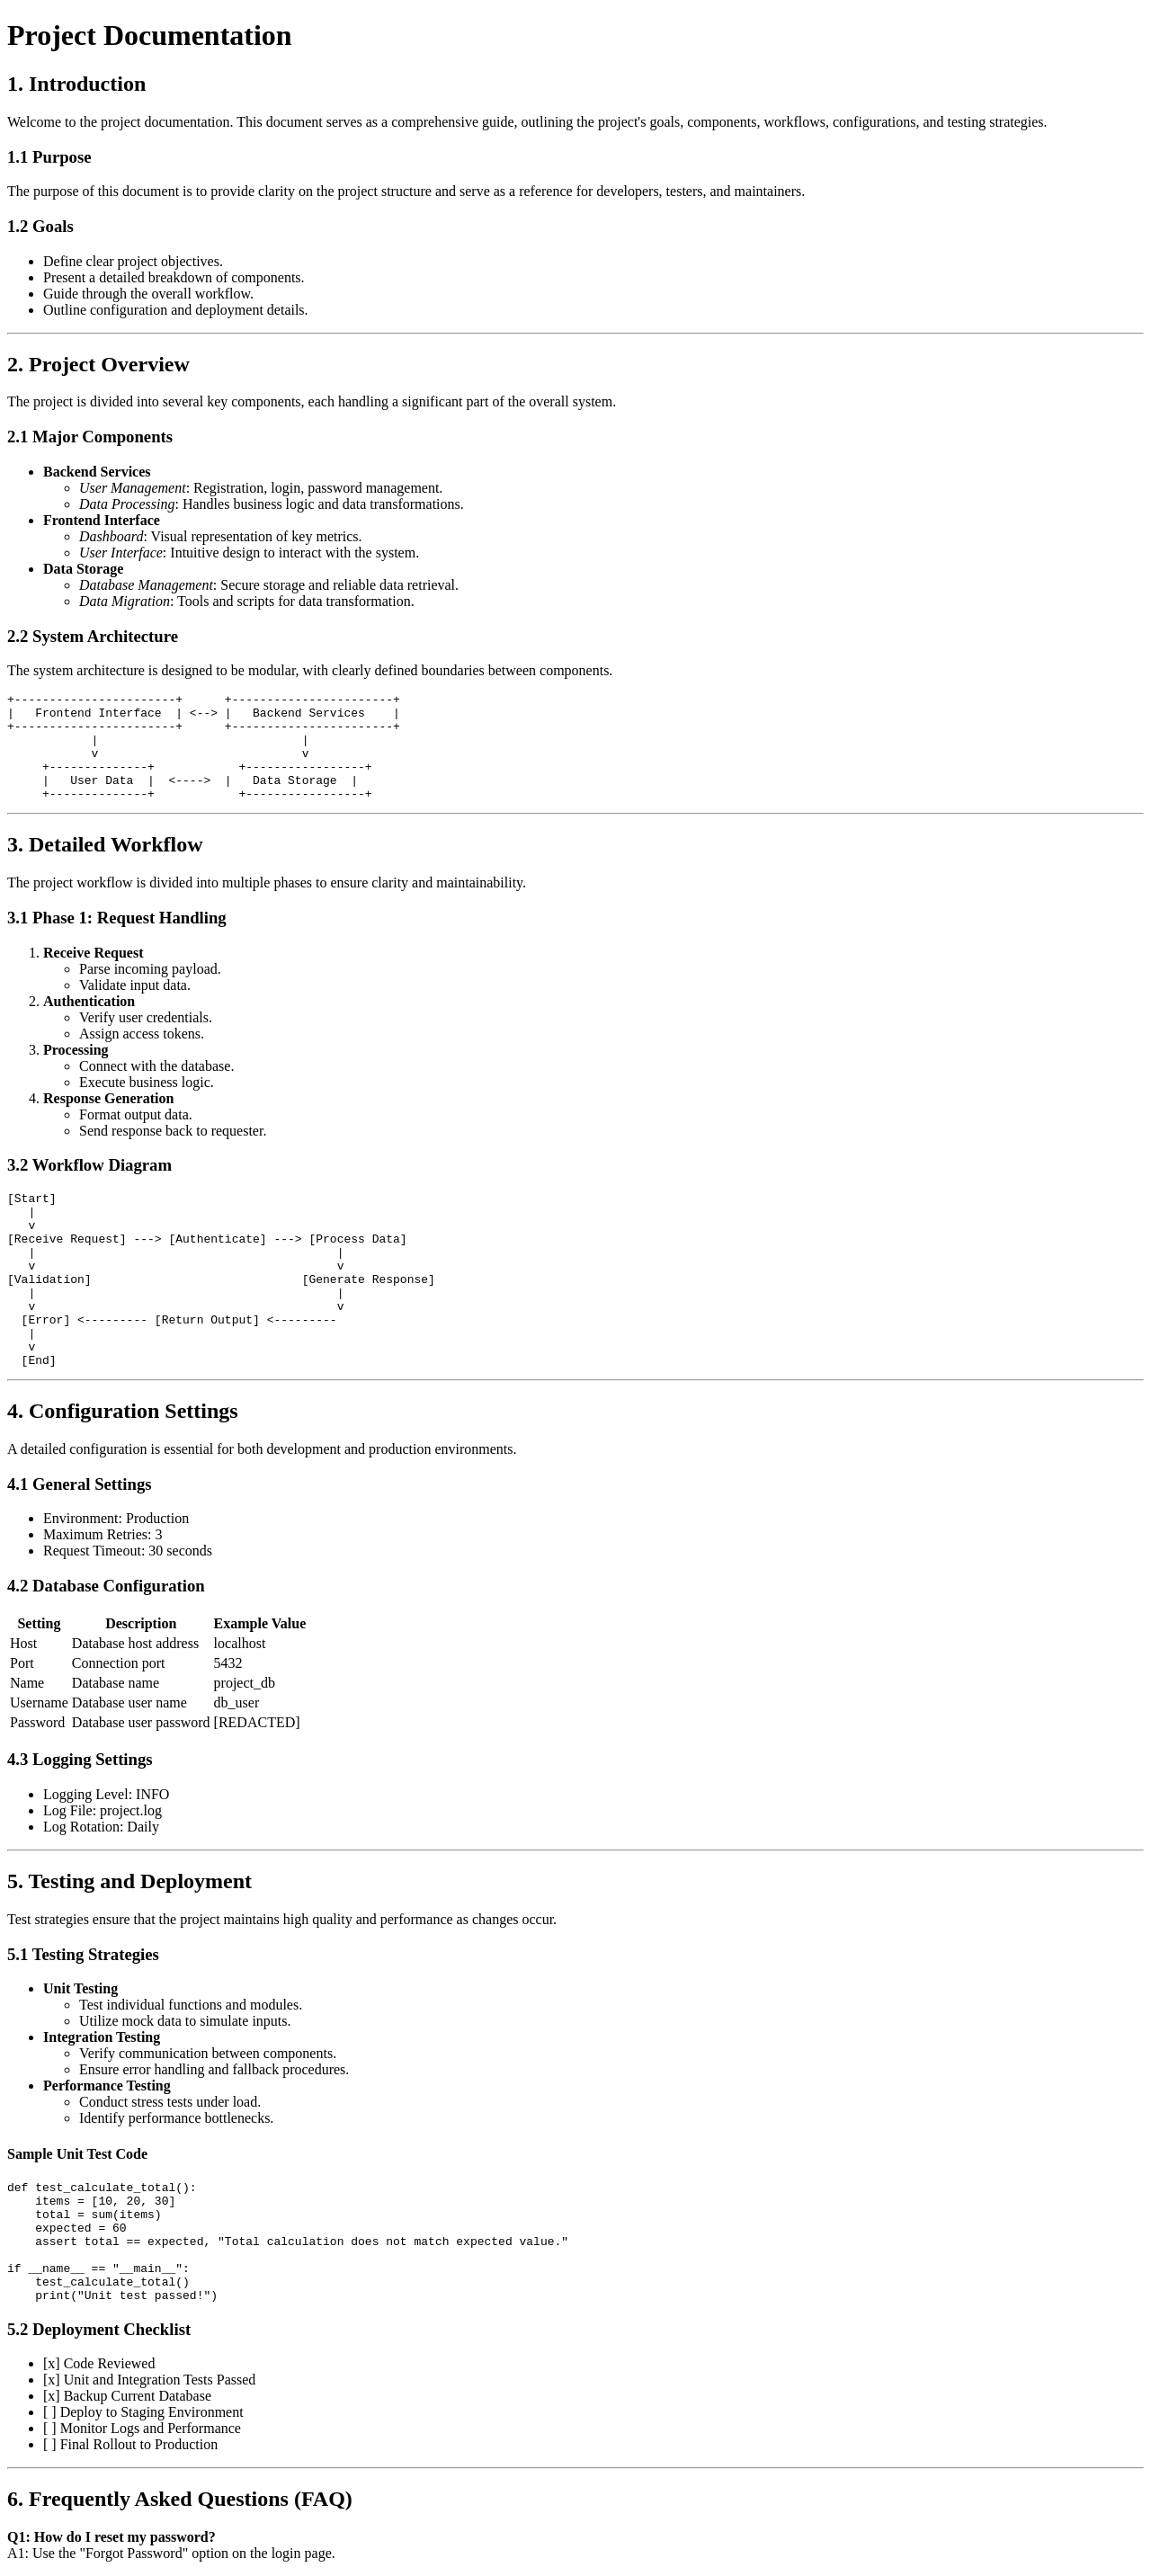 Project Documentation
1. Introduction
Welcome to the project documentation. This document serves as a comprehensive guide, outlining the project's goals, components, workflows, configurations, and testing strategies.
1.1 Purpose
The purpose of this document is to provide clarity on the project structure and serve as a reference for developers, testers, and maintainers.
1.2 Goals
• Define clear project objectives.
• Present a detailed breakdown of components.
• Guide through the overall workflow.
• Outline configuration and deployment details.
2. Project Overview
The project is divided into several key components, each handling a significant part of the overall system.
2.1 Major Components
• Backend Services
◦ User Management: Registration, login, password management.
◦ Data Processing: Handles business logic and data transformations.
• Frontend Interface
◦ Dashboard: Visual representation of key metrics.
◦ User Interface: Intuitive design to interact with the system.
• Data Storage
◦ Database Management: Secure storage and reliable data retrieval.
◦ Data Migration: Tools and scripts for data transformation.
2.2 System Architecture
The system architecture is designed to be modular, with clearly defined boundaries between components.
+-----------------------+      +-----------------------+
|   Frontend Interface  | <--> |   Backend Services    |
+-----------------------+      +-----------------------+
            |                             |
            v                             v
     +--------------+            +-----------------+
     |   User Data  |  <---->  |   Data Storage  |
     +--------------+            +-----------------+
3. Detailed Workflow
The project workflow is divided into multiple phases to ensure clarity and maintainability.
3.1 Phase 1: Request Handling
1. Receive Request
◦ Parse incoming payload.
◦ Validate input data.
2. Authentication
◦ Verify user credentials.
◦ Assign access tokens.
3. Processing
◦ Connect with the database.
◦ Execute business logic.
4. Response Generation
◦ Format output data.
◦ Send response back to requester.
3.2 Workflow Diagram
[Start]
   |
   v
[Receive Request] ---> [Authenticate] ---> [Process Data]
   |                                           |
   v                                           v
[Validation]                              [Generate Response]
   |                                           |
   v                                           v
  [Error] <--------- [Return Output] <---------
   |
   v
  [End]
4. Configuration Settings
A detailed configuration is essential for both development and production environments.
4.1 General Settings
• Environment: Production
• Maximum Retries: 3
• Request Timeout: 30 seconds
4.2 Database Configuration
Setting Description Example Value
Host Database host address localhost
Port Connection port 5432
Name Database name project_db
Username Database user name db_user
Password Database user password [REDACTED]
4.3 Logging Settings
• Logging Level: INFO
• Log File: project.log
• Log Rotation: Daily
5. Testing and Deployment
Test strategies ensure that the project maintains high quality and performance as changes occur.
5.1 Testing Strategies
• Unit Testing
◦ Test individual functions and modules.
◦ Utilize mock data to simulate inputs.
• Integration Testing
◦ Verify communication between components.
◦ Ensure error handling and fallback procedures.
• Performance Testing
◦ Conduct stress tests under load.
◦ Identify performance bottlenecks.
Sample Unit Test Code
def test_calculate_total():
    items = [10, 20, 30]
    total = sum(items)
    expected = 60
    assert total == expected, "Total calculation does not match expected value."

if __name__ == "__main__":
    test_calculate_total()
    print("Unit test passed!")
5.2 Deployment Checklist
• [x] Code Reviewed
• [x] Unit and Integration Tests Passed
• [x] Backup Current Database
• [ ] Deploy to Staging Environment
• [ ] Monitor Logs and Performance
• [ ] Final Rollout to Production
6. Frequently Asked Questions (FAQ)
Q1: How do I reset my password?
A1: Use the "Forgot Password" option on the login page.